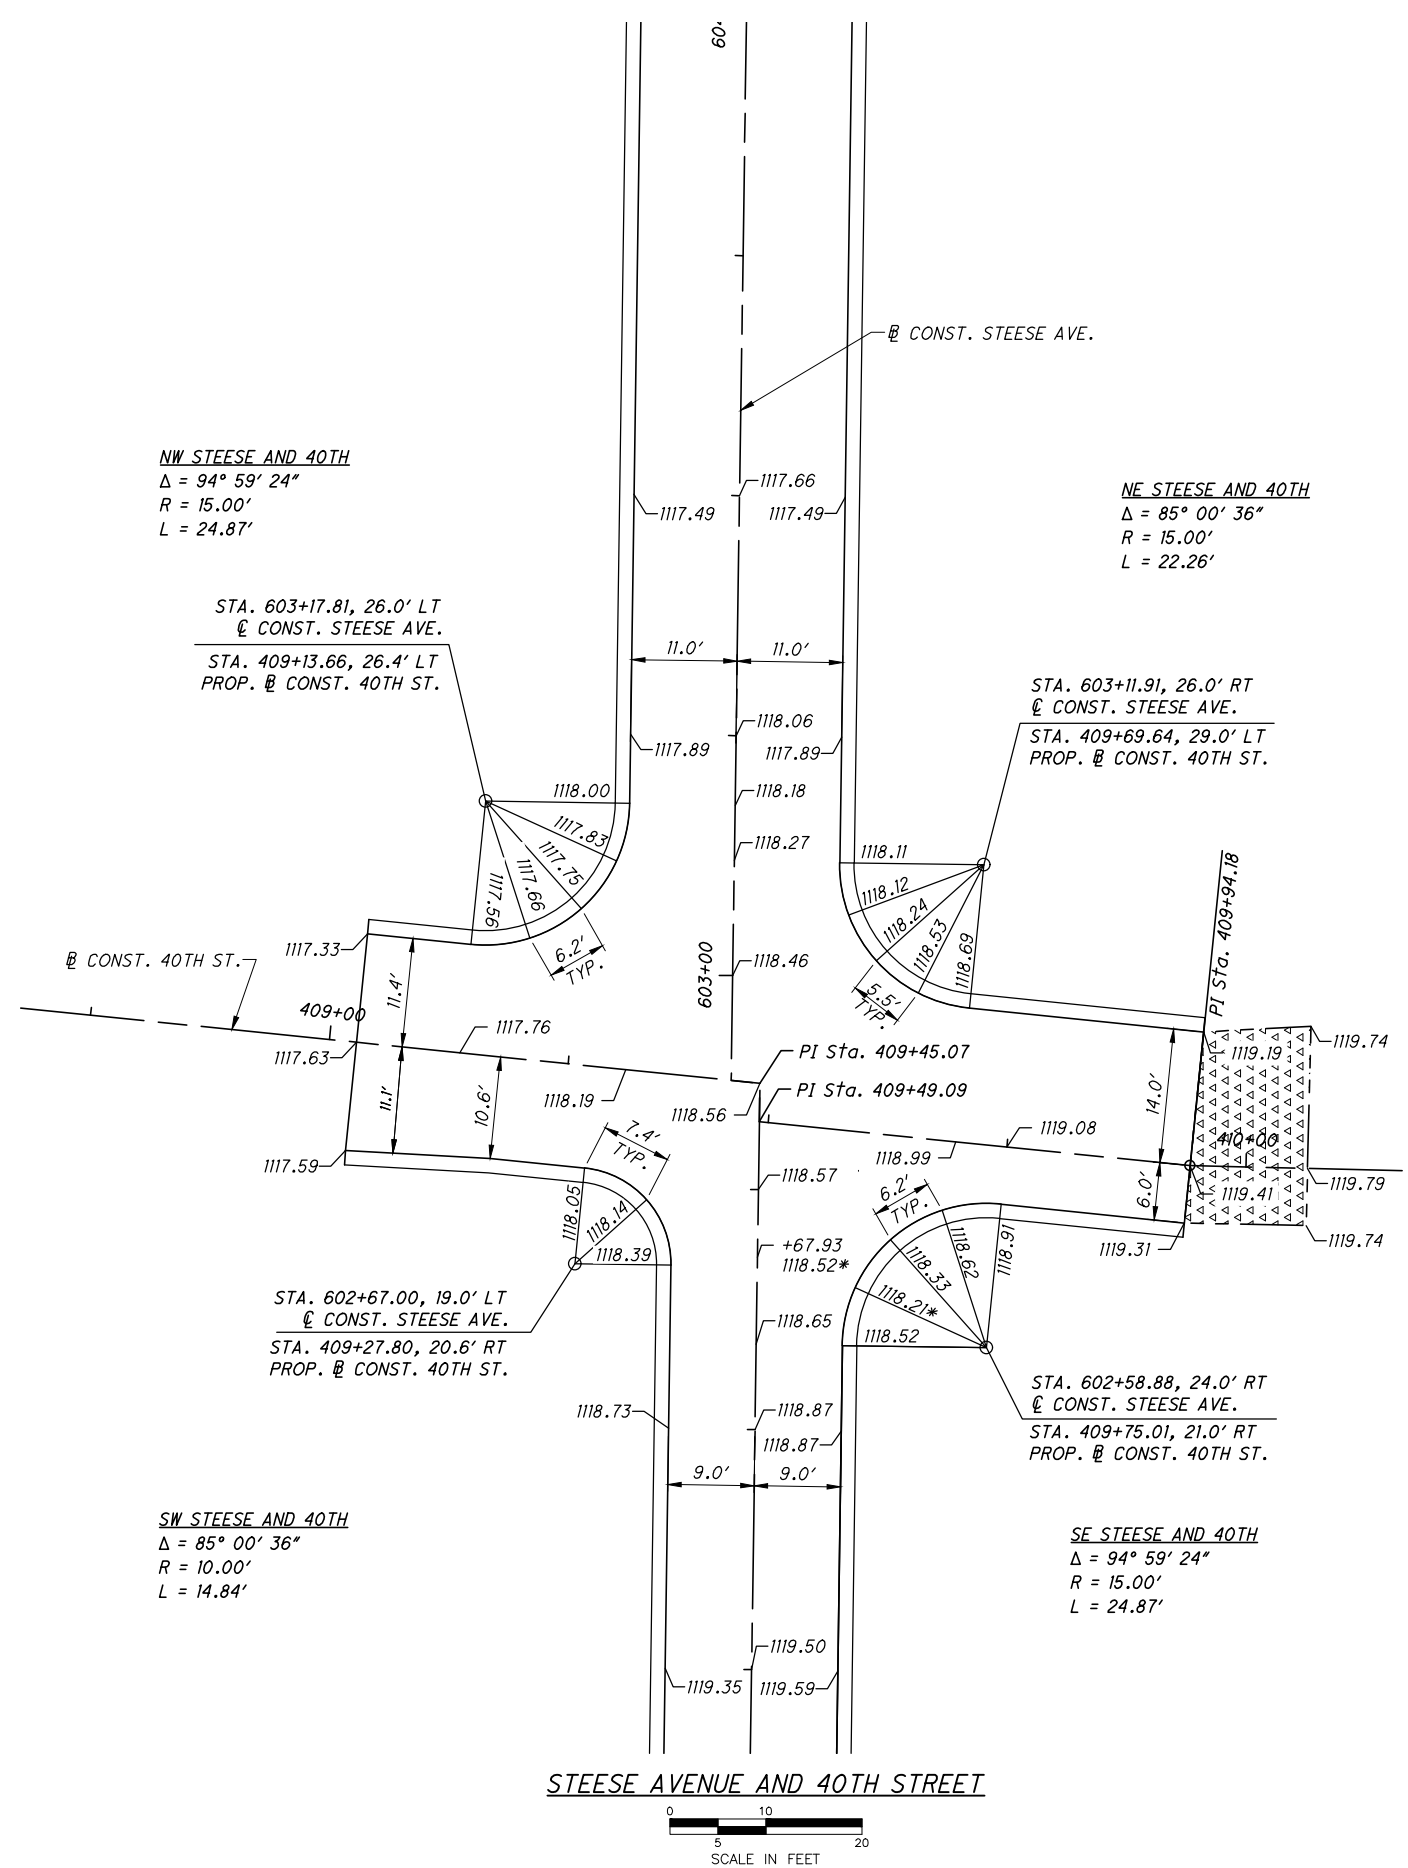 ℄ CONST. STEESE AVE.
NW STEESE AND 40TH
Δ = 94° 59' 24"
R = 15.00'
L = 24.87'
1117.66
1117.49
1117.49
NE STEESE AND 40TH
Δ = 85° 00' 36"
R = 15.00'
L = 22.26'
STA. 603+17.81, 26.0' LT
℄ CONST. STEESE AVE.
STA. 409+13.66, 26.4' LT
PROP. ℄ CONST. 40TH ST.
11.0'
11.0'
STA. 603+11.91, 26.0' RT
℄ CONST. STEESE AVE.
STA. 409+69.64, 29.0' LT
PROP. ℄ CONST. 40TH ST.
1118.06
1117.89
1117.89
1118.00
1117.83
1117.75
1117.66
1117.56
1118.18
1118.27
1118.11
1118.12
1118.24
1118.53
1118.69
PI Sta. 409+94.18
1117.33
6.2'
TYP.
℄ CONST. 40TH ST.
11.4'
603+00
1118.46
5.5'
TYP.
409+00
1117.76
1117.63
PI Sta. 409+45.07
1119.19
1119.74
11.1'
10.6'
1118.19
1118.56
PI Sta. 409+49.09
14.0'
7.4'
TYP.
1119.08
410+00
1118.99
1117.59
1118.57
6.2'
TYP.
6.0'
1119.41
1119.79
1118.05
1118.14
1118.39
+67.93
1118.52*
1118.91
1118.62
1118.33
1118.21*
1118.52
1119.31
1119.74
STA. 602+67.00, 19.0' LT
℄ CONST. STEESE AVE.
STA. 409+27.80, 20.6' RT
PROP. ℄ CONST. 40TH ST.
1118.65
STA. 602+58.88, 24.0' RT
℄ CONST. STEESE AVE.
STA. 409+75.01, 21.0' RT
PROP. ℄ CONST. 40TH ST.
1118.73
1118.87
1118.87
9.0'
9.0'
SW STEESE AND 40TH
Δ = 85° 00' 36"
R = 10.00'
L = 14.84'
SE STEESE AND 40TH
Δ = 94° 59' 24"
R = 15.00'
L = 24.87'
1119.50
1119.35
1119.59
STEESE AVENUE AND 40TH STREET
0 10
5 20
SCALE IN FEET